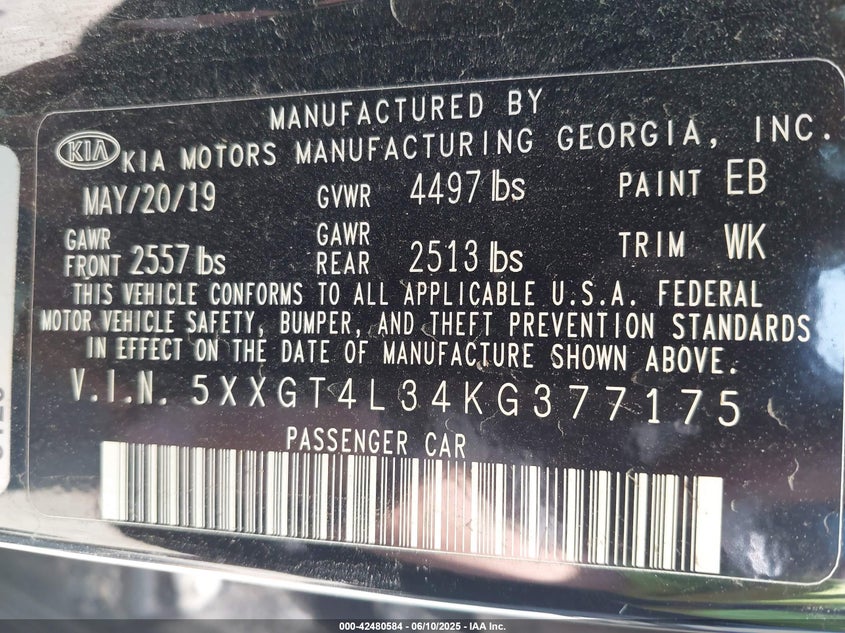 MANUFACTURED BY
KIA KIA MOTORS MANUFACTURING GEORGIA, INC.
MAY/20/19 GVWR 4497 lbs PAINT EB
GAWR FRONT 2557 lbs GAWR REAR 2513 lbs TRIM WK
THIS VEHICLE CONFORMS TO ALL APPLICABLE U.S.A. FEDERAL
MOTOR VEHICLE SAFETY, BUMPER, AND THEFT PREVENTION STANDARDS
IN EFFECT ON THE DATE OF MANUFACTURE SHOWN ABOVE.
V.I.N. 5XXGT4L34KG377175
PASSENGER CAR
000-42480584 - 06/10/2025 - IAA Inc.